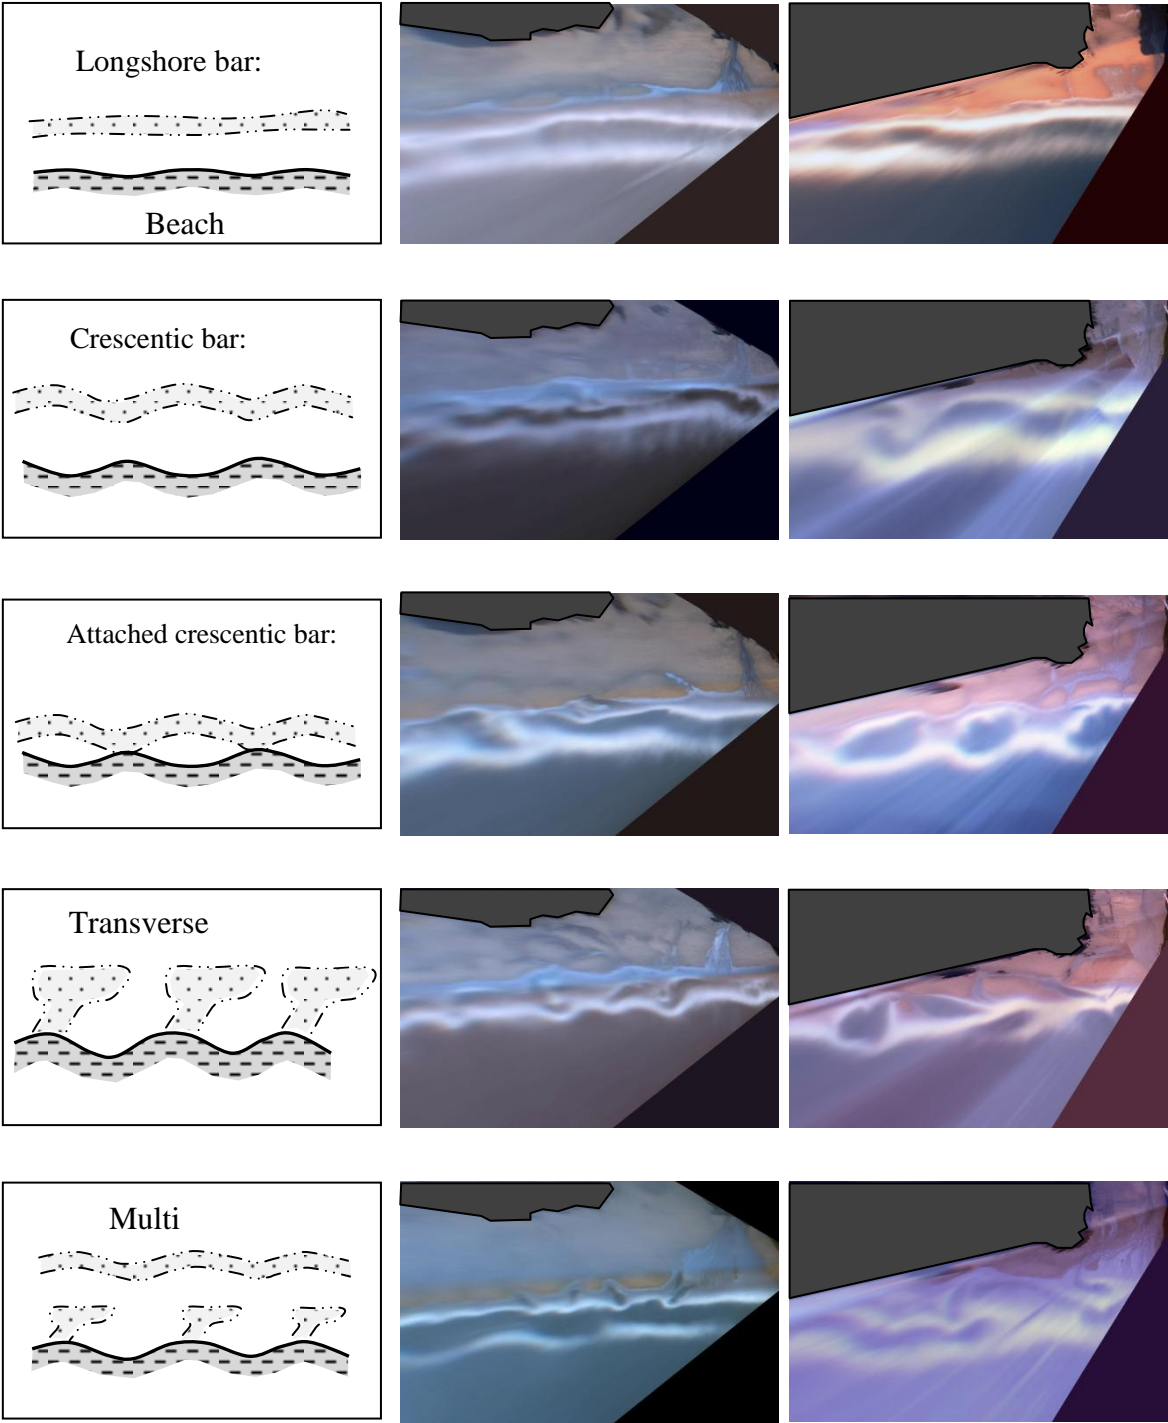 Longshore bar:
Beach
Crescentic bar:
Attached crescentic bar:
Transverse
Multi